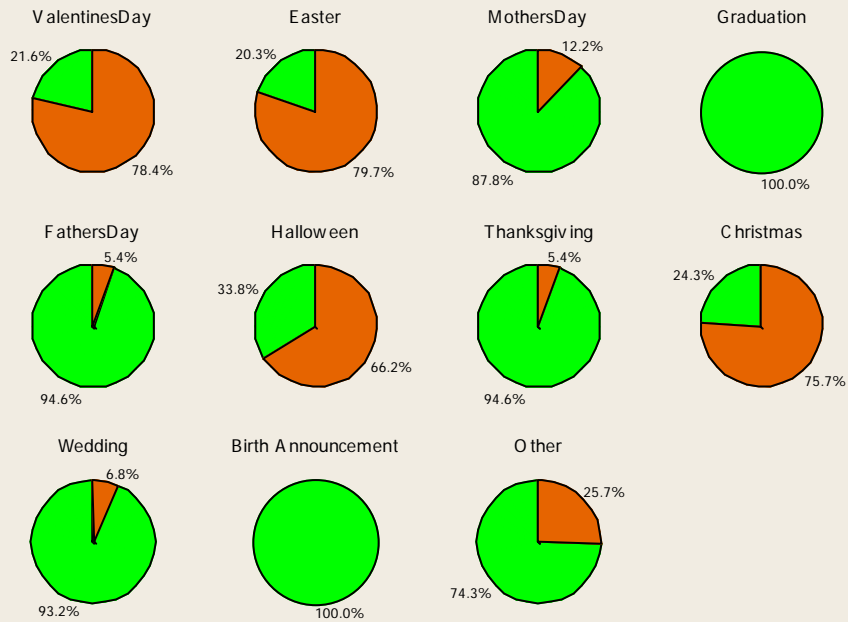 ValentinesDay
Easter
MothersDay
Graduation
21.6%
78.4%
20.3%
79.7%
12.2%
87.8%
100.0%
FathersDay
Halloween
Thanksgiving
Christmas
5.4%
94.6%
33.8%
66.2%
5.4%
94.6%
24.3%
75.7%
Wedding
Birth Announcement
Other
6.8%
93.2%
100.0%
25.7%
74.3%